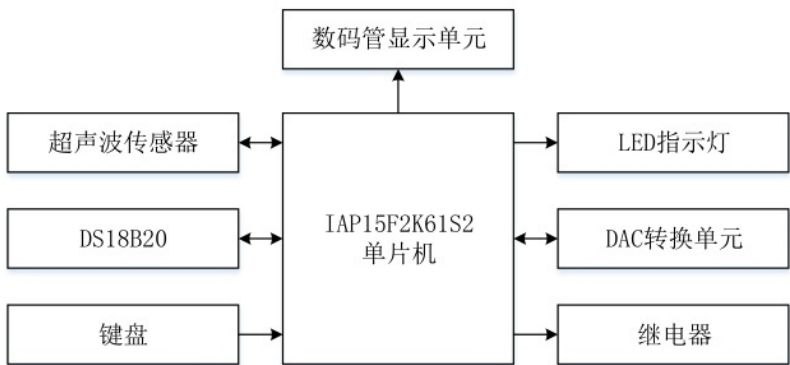 数码管显示单元
超声波传感器
LED指示灯
DS18B20
IAP15F2K61S2
单片机
DAC转换单元
键盘
继电器